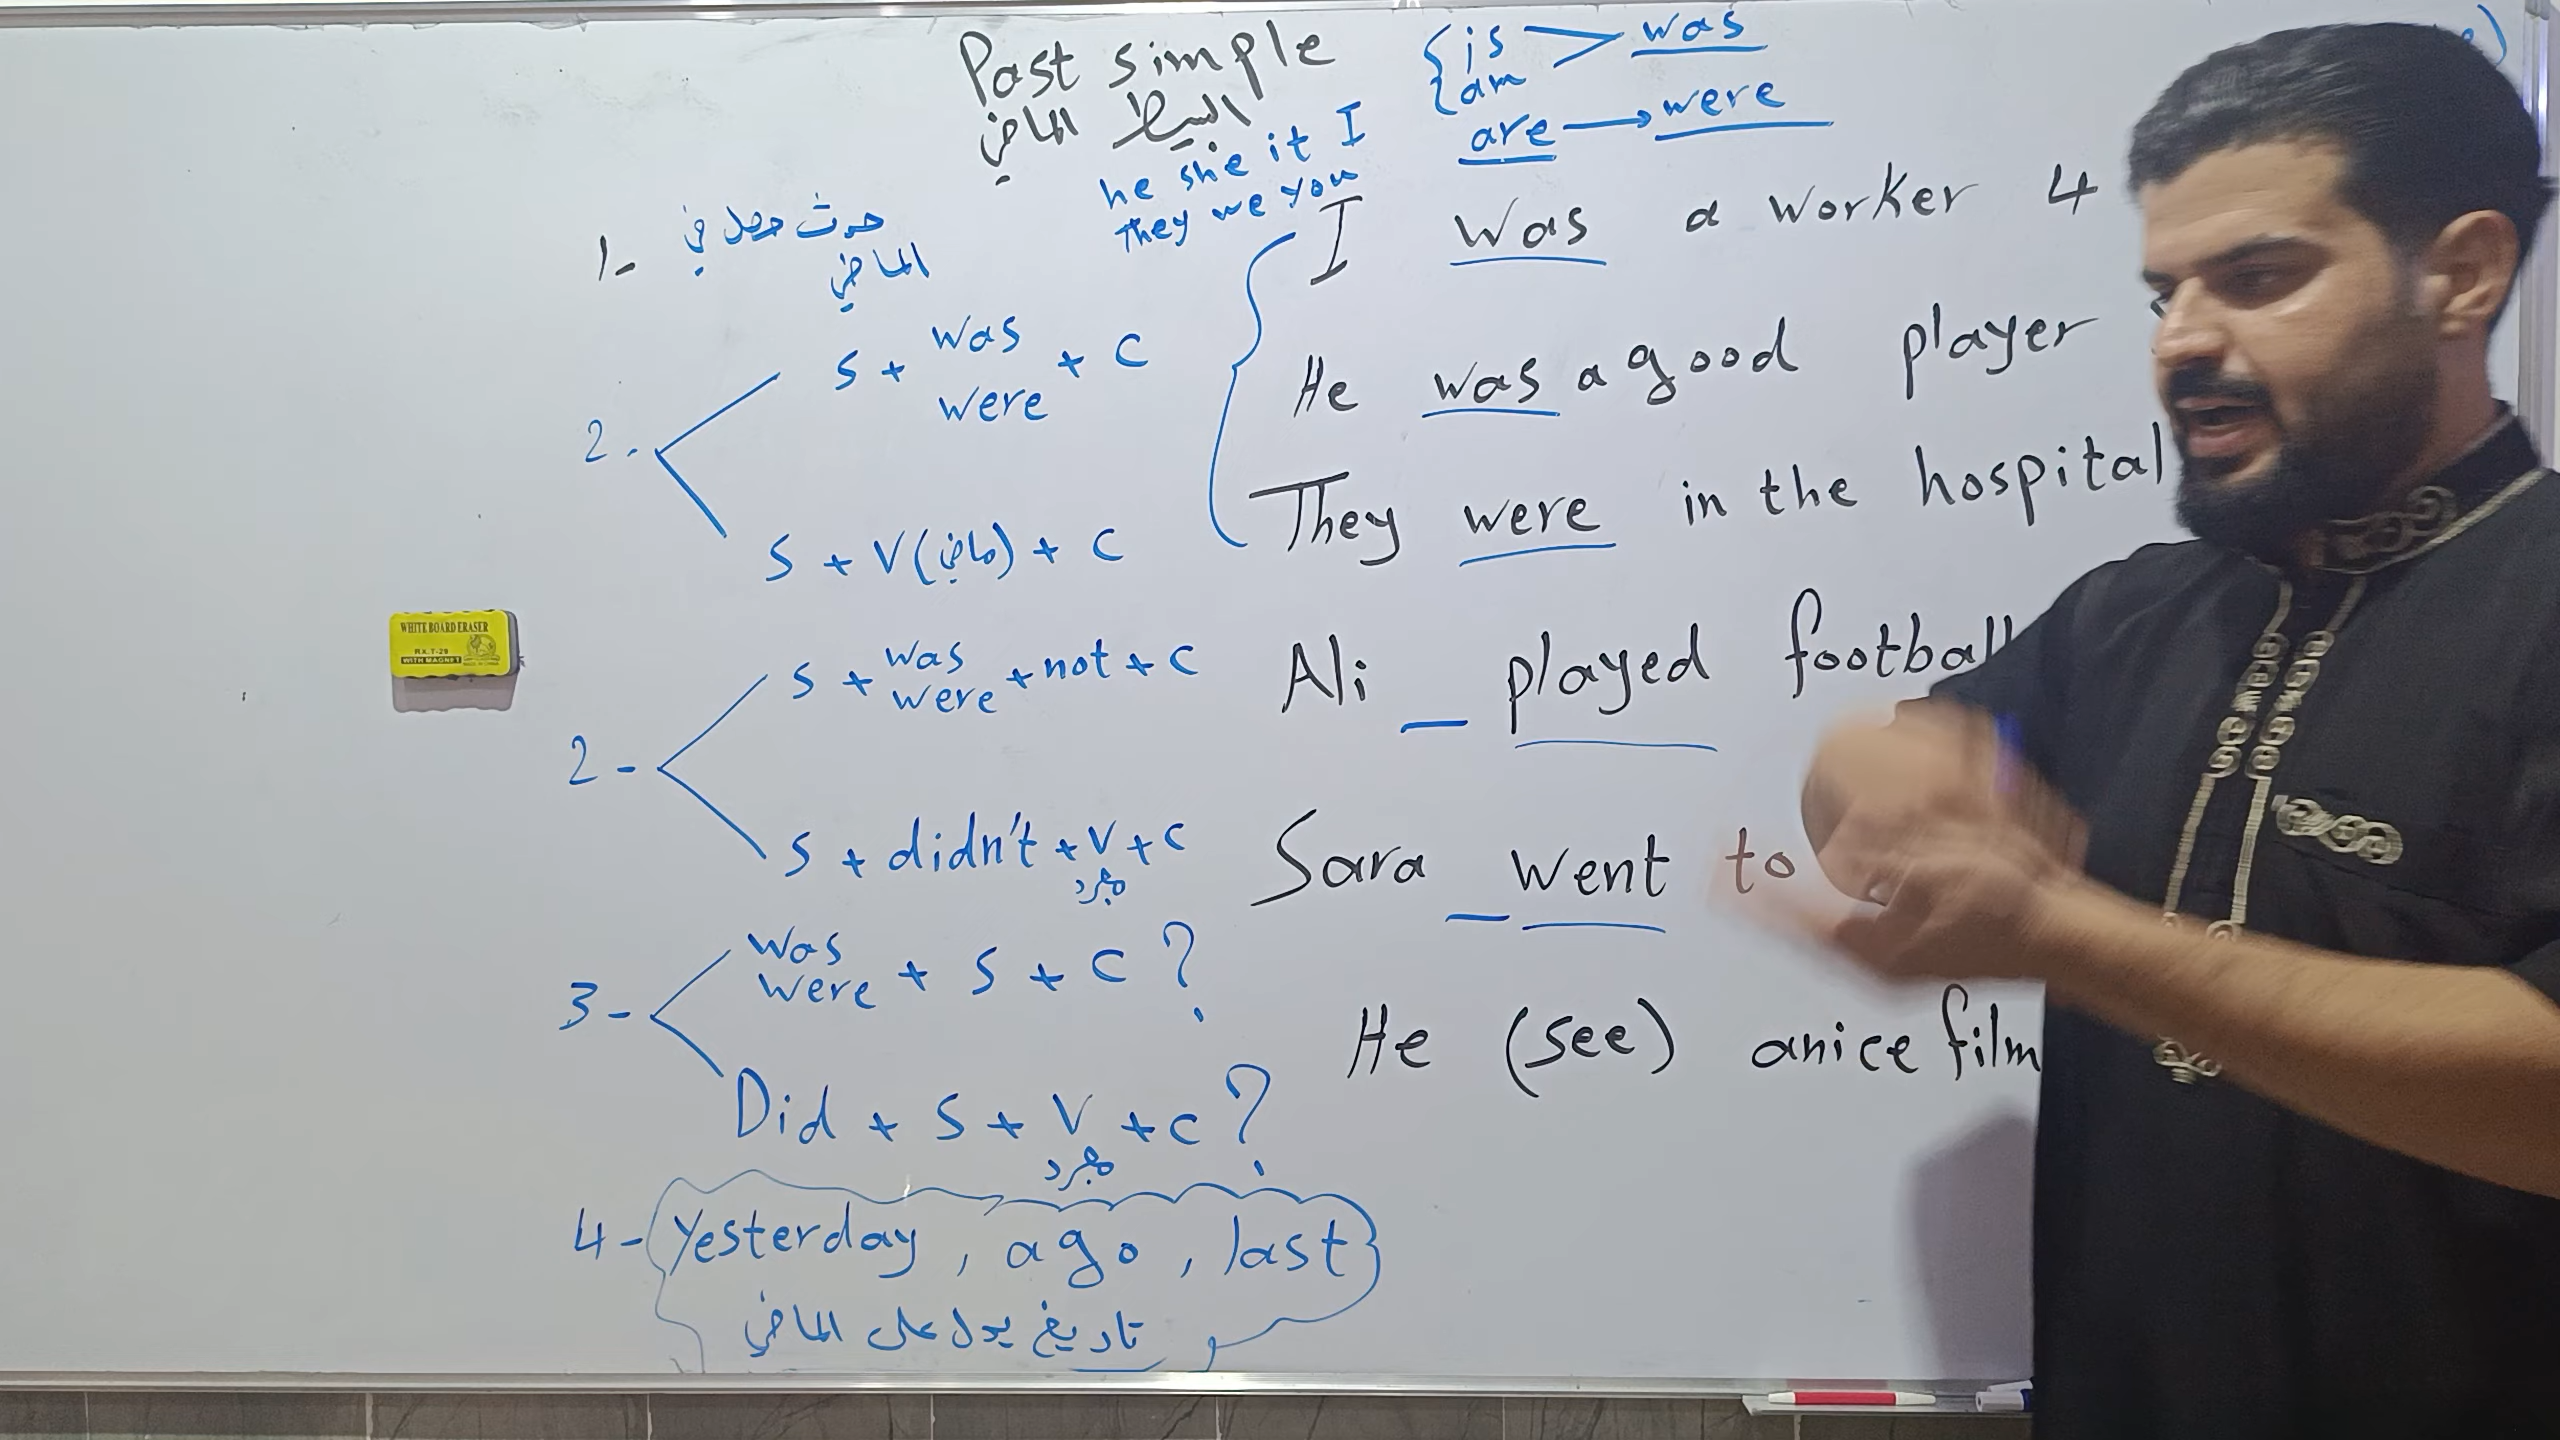 Past simple
الماضي البسيط
{is > was
{am
are → were
he she it I
they we you
1- حدث حصل في
الماضي
2- S + was + C
were
S + V (ماضي) + C
2- S + was + not + C
were
S + didn't + V + C
مجرد
3- Was + S + C ?
Were
Did + S + V + C ?
مجرد
4- Yesterday, ago, last
تاريخ يدل على الماضي
I was a worker 4
He was a good player
They were in the hospital
Ali _ played football
Sara _ went to
He (see) a nice film
WHITE BOARD ERASER
RX.T-29
WITH MAGNET